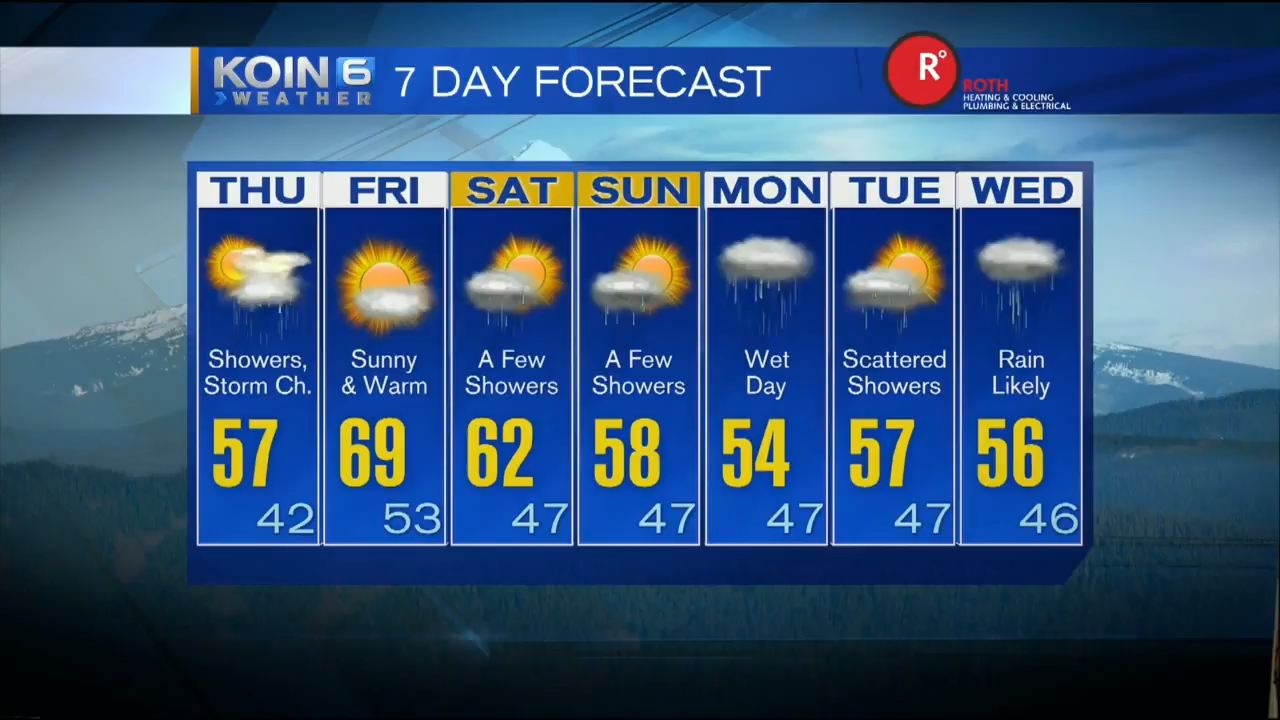 KOIN 6
WEATHER
7 DAY FORECAST
R°
ROTH
HEATING & COOLING
PLUMBING & ELECTRICAL
THU
Showers,
Storm Ch.
57
42
FRI
Sunny
& Warm
69
53
SAT
A Few
Showers
62
47
SUN
A Few
Showers
58
47
MON
Wet
Day
54
47
TUE
Scattered
Showers
57
47
WED
Rain
Likely
56
46